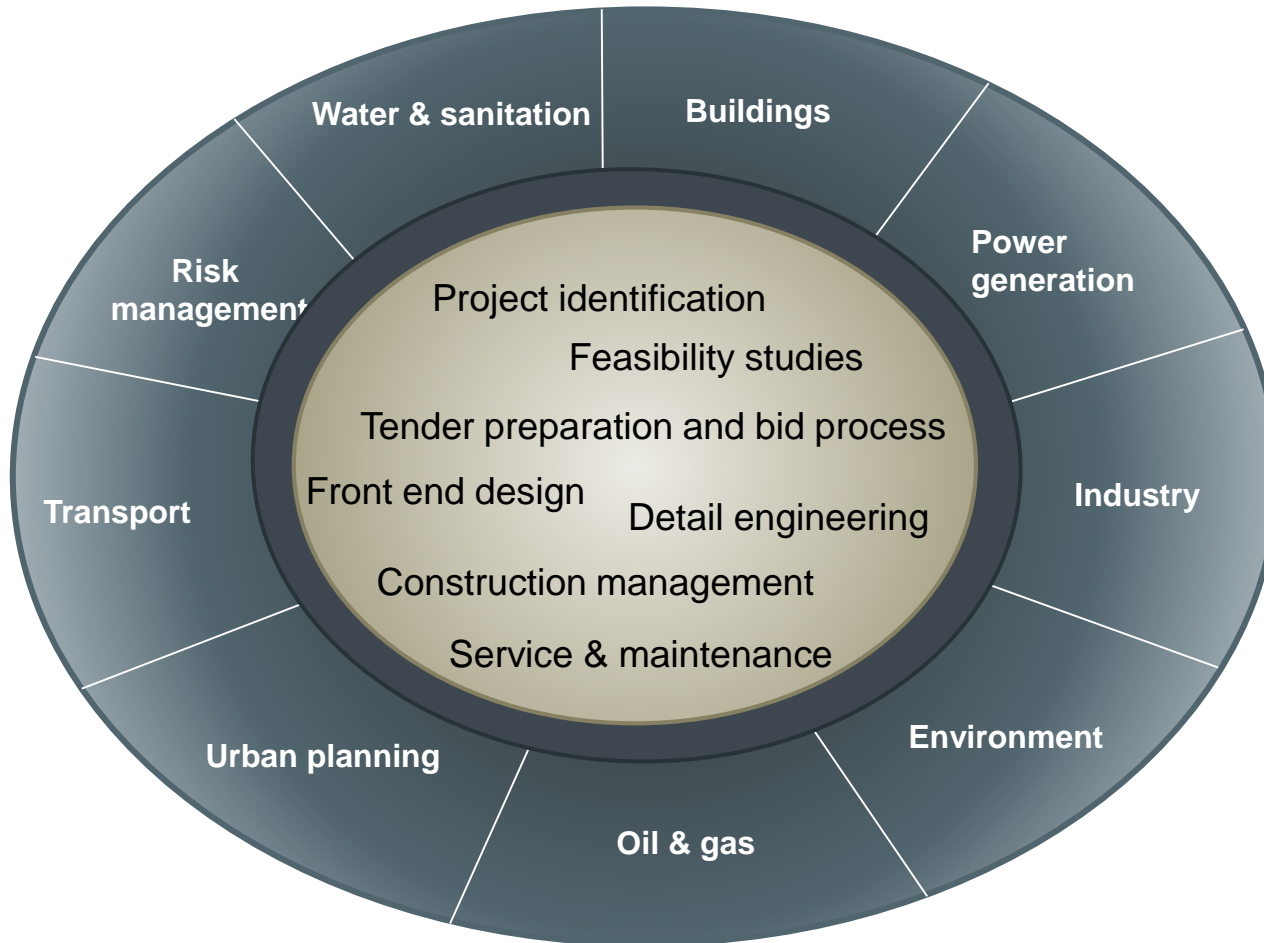 Water & sanitation
Buildings
Power
generation
Risk
management
Project identification
Feasibility studies
Tender preparation and bid process
Front end design
Detail engineering
Industry
Transport
Construction management
Service & maintenance
Environment
Urban planning
Oil & gas